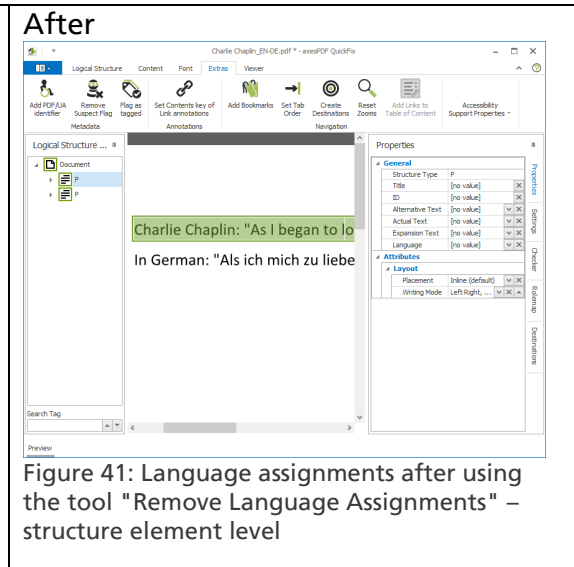 After
Charlie Chaplin_EN-DE.pdf * - axesPDF QuickFix
Logical Structure Content Font Extras Viewer
Add PDF/UA identifier
Remove Suspect Flag
Flag as tagged
Set Contents key of Link annotations
Add Bookmarks
Set Tab Order
Create Destinations
Reset Zooms
Add Links to Table of Content
Accessibility Support Properties
Metadata Annotations Navigation
Logical Structure ...
Document
P
P
Search Tag
Charlie Chaplin: "As I began to lo
In German: "Als ich mich zu liebe
Properties
General
Structure Type P
Title [no value]
ID [no value]
Alternative Text [no value]
Actual Text [no value]
Expansion Text [no value]
Language [no value]
Attributes
Layout
Placement Inline (default)
Writing Mode Left Right, ...
Properties
Settings
Checker
Rolemap
Destinations
Preview
Figure 41: Language assignments after using
the tool "Remove Language Assignments" –
structure element level